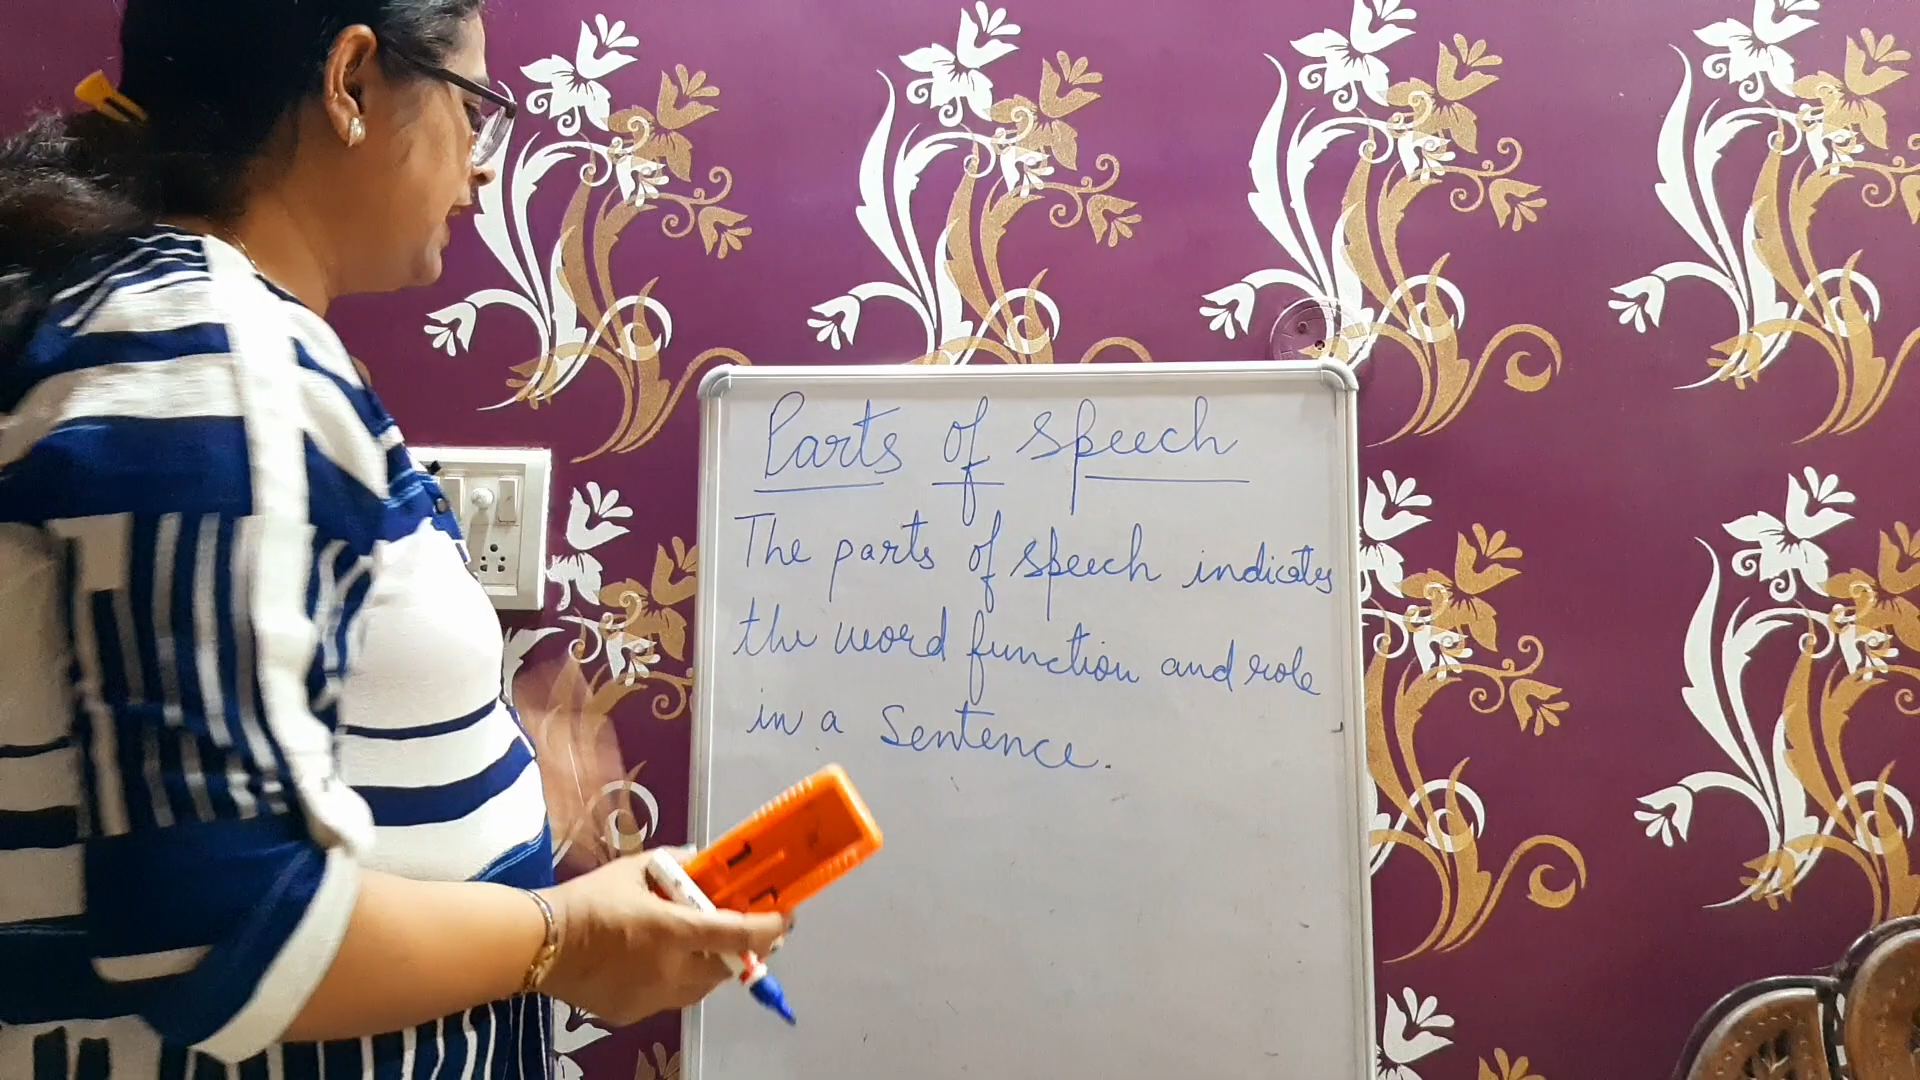 Parts of speech
The parts of speech indicates
the word function and role
in a Sentence.